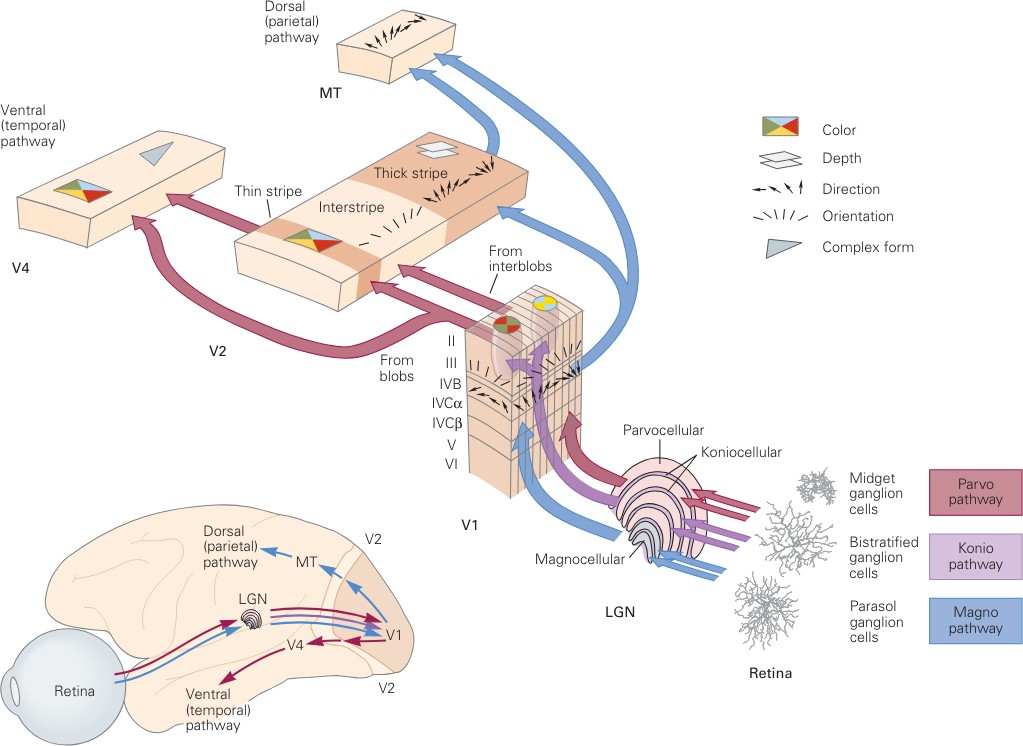 Dorsal
(parietal)
pathway
MT
Ventral
(temporal)
pathway
V4
Thin stripe
Interstripe
Thick stripe
V2
From
interblobs
From
blobs
II
III
IVB
IVCα
IVCβ
V
VI
V1
Color
Depth
Direction
Orientation
Complex form
Parvocellular
Koniocellular
Magnocellular
LGN
Midget
ganglion
cells
Bistratified
ganglion
cells
Parasol
ganglion
cells
Retina
Parvo
pathway
Konio
pathway
Magno
pathway
Dorsal
(parietal)
pathway
MT
V2
LGN
V1
V4
V2
Retina
Ventral
(temporal)
pathway